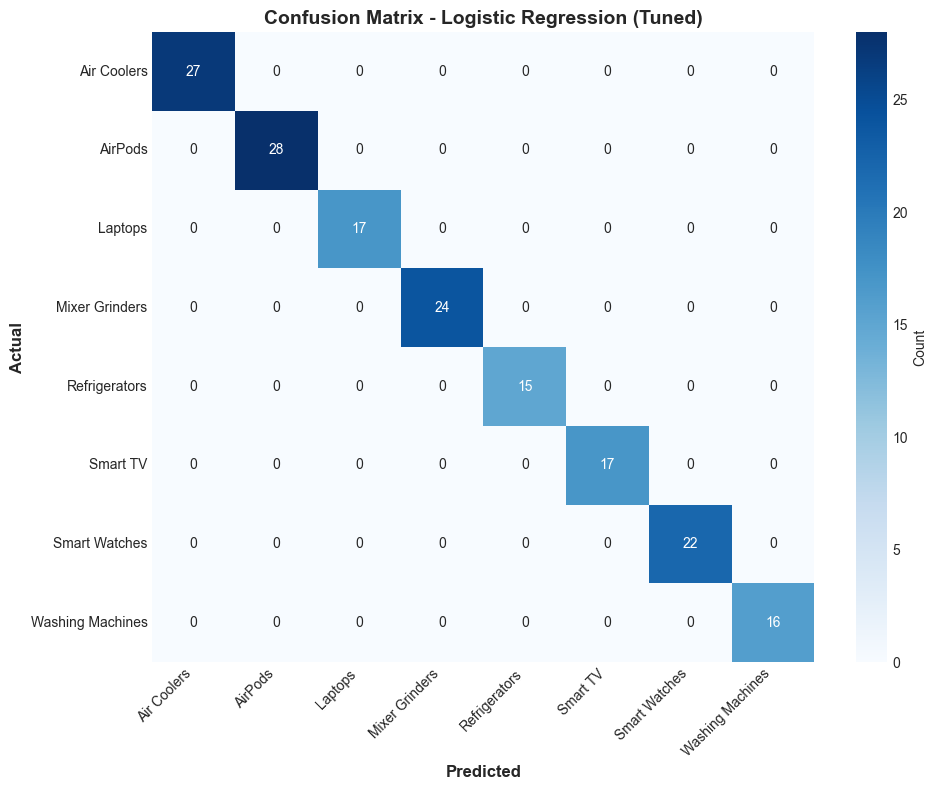 Confusion Matrix - Logistic Regression (Tuned)
Actual
Air Coolers 27 0 0 0 0 0 0 0
AirPods 0 28 0 0 0 0 0 0
Laptops 0 0 17 0 0 0 0 0
Mixer Grinders 0 0 0 24 0 0 0 0
Refrigerators 0 0 0 0 15 0 0 0
Smart TV 0 0 0 0 0 17 0 0
Smart Watches 0 0 0 0 0 0 22 0
Washing Machines 0 0 0 0 0 0 0 16
Air Coolers AirPods Laptops Mixer Grinders Refrigerators Smart TV Smart Watches Washing Machines
Predicted
25
20
15
10
5
0
Count